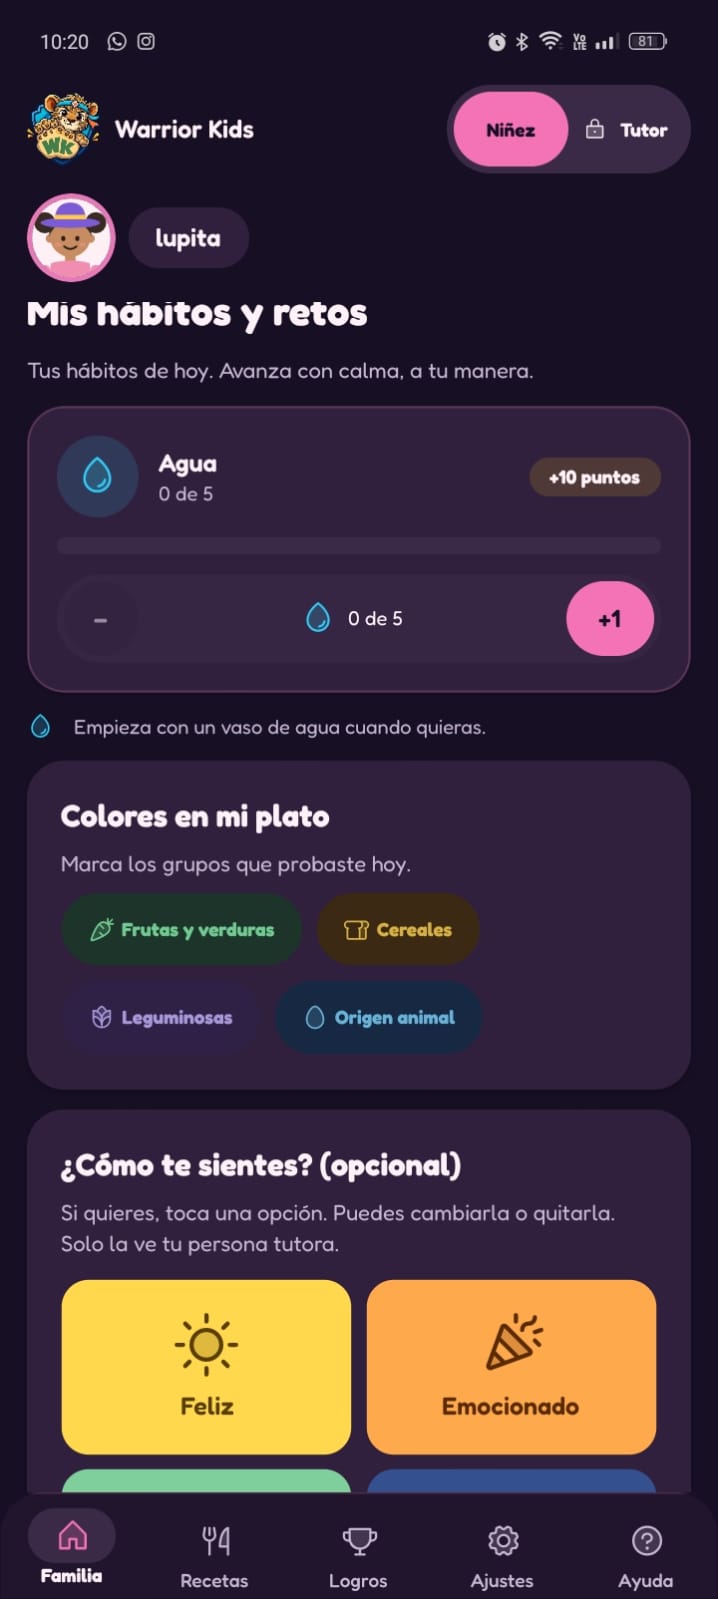 10:20
Vo
LTE
81
WK
Warrior Kids
Niñez
Tutor
lupita
Mis hábitos y retos
Tus hábitos de hoy. Avanza con calma, a tu manera.
Agua
0 de 5
+10 puntos
–
0 de 5
+1
Empieza con un vaso de agua cuando quieras.
Colores en mi plato
Marca los grupos que probaste hoy.
Frutas y verduras
Cereales
Leguminosas
Origen animal
¿Cómo te sientes? (opcional)
Si quieres, toca una opción. Puedes cambiarla o quitarla.
Solo la ve tu persona tutora.
Feliz
Emocionado
Familia
Recetas
Logros
Ajustes
Ayuda